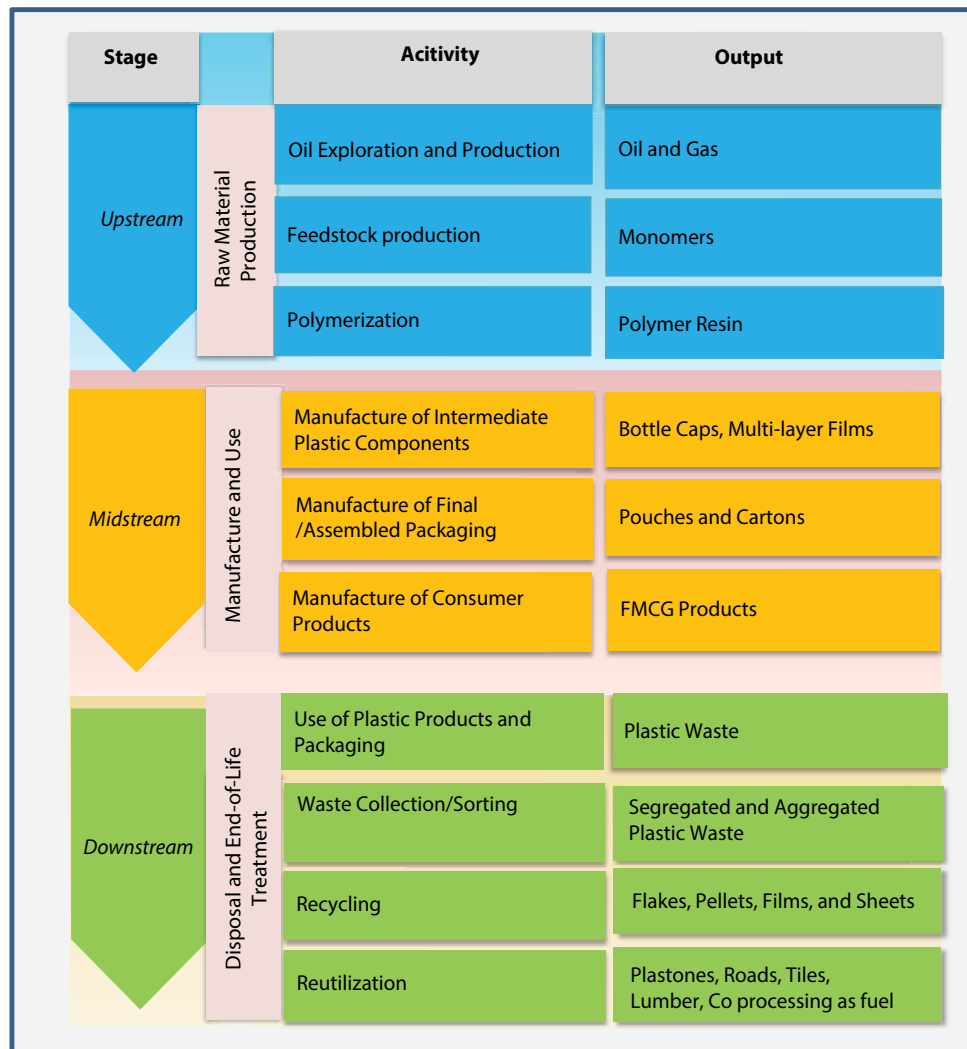 Stage
Acitivity
Output
Upstream
Raw Material
Production
Oil Exploration and Production
Oil and Gas
Feedstock production
Monomers
Polymerization
Polymer Resin
Midstream
Manufacture and Use
Manufacture of Intermediate
Plastic Components
Bottle Caps, Multi-layer Films
Manufacture of Final
/Assembled Packaging
Pouches and Cartons
Manufacture of Consumer
Products
FMCG Products
Downstream
Disposal and End-of-Life
Treatment
Use of Plastic Products and
Packaging
Plastic Waste
Waste Collection/Sorting
Segregated and Aggregated
Plastic Waste
Recycling
Flakes, Pellets, Films, and Sheets
Reutilization
Plastones, Roads, Tiles,
Lumber, Co processing as fuel